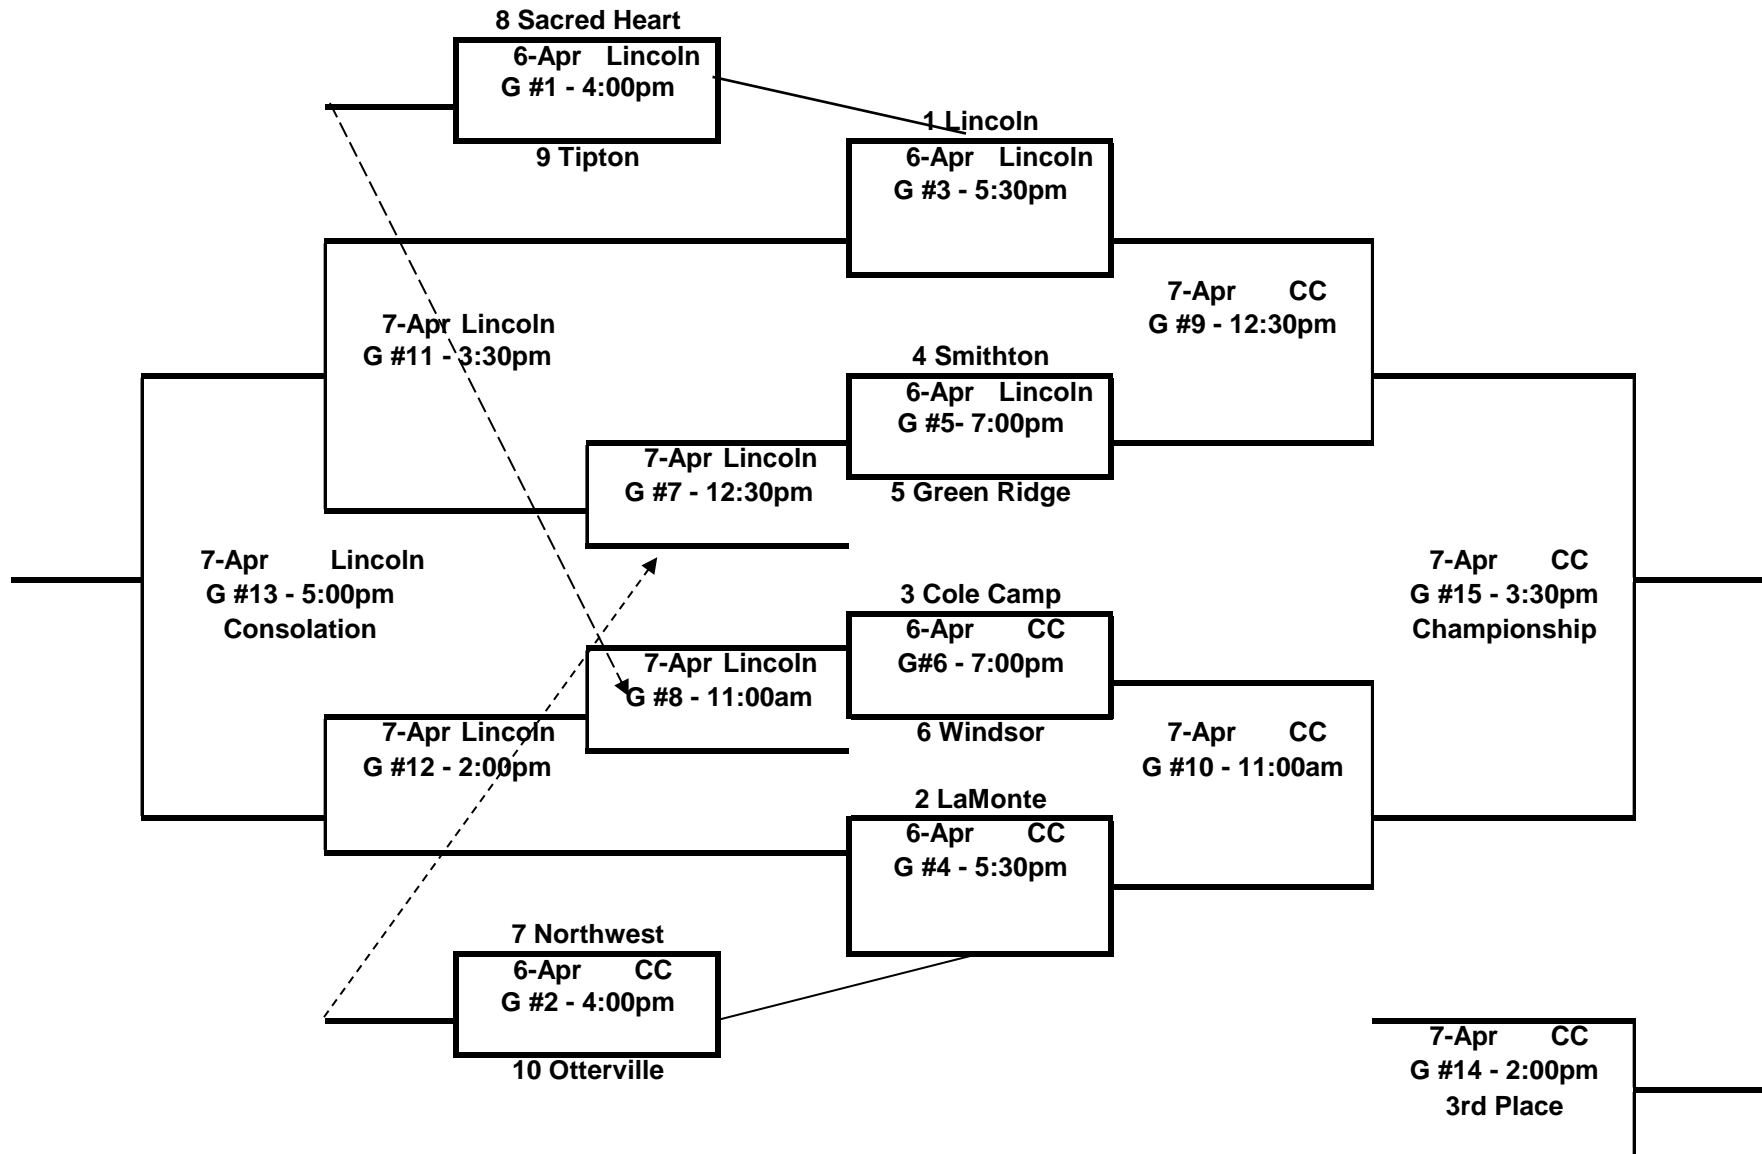 8 Sacred Heart
6-Apr Lincoln
G #1 - 4:00pm
9 Tipton
1 Lincoln
6-Apr Lincoln
G #3 - 5:30pm
7-Apr CC
G #9 - 12:30pm
7-Apr Lincoln
G #11 - 3:30pm
4 Smithton
6-Apr Lincoln
G #5- 7:00pm
5 Green Ridge
7-Apr Lincoln
G #7 - 12:30pm
7-Apr Lincoln
G #13 - 5:00pm
Consolation
7-Apr CC
G #15 - 3:30pm
Championship
3 Cole Camp
6-Apr CC
G#6 - 7:00pm
6 Windsor
7-Apr Lincoln
G #8 - 11:00am
7-Apr Lincoln
G #12 - 2:00pm
7-Apr CC
G #10 - 11:00am
2 LaMonte
6-Apr CC
G #4 - 5:30pm
7 Northwest
6-Apr CC
G #2 - 4:00pm
10 Otterville
7-Apr CC
G #14 - 2:00pm
3rd Place